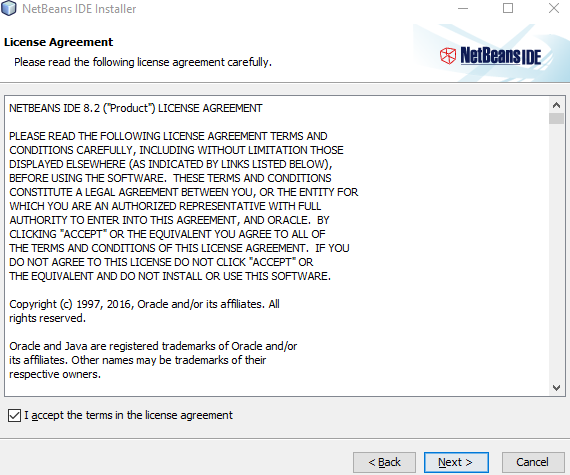 NetBeans IDE Installer
License Agreement
Please read the following license agreement carefully.
NetBeans IDE
NETBEANS IDE 8.2 ("Product") LICENSE AGREEMENT
PLEASE READ THE FOLLOWING LICENSE AGREEMENT TERMS AND
CONDITIONS CAREFULLY, INCLUDING WITHOUT LIMITATION THOSE
DISPLAYED ELSEWHERE (AS INDICATED BY LINKS LISTED BELOW),
BEFORE USING THE SOFTWARE.  THESE TERMS AND CONDITIONS
CONSTITUTE A LEGAL AGREEMENT BETWEEN YOU, OR THE ENTITY FOR
WHICH YOU ARE AN AUTHORIZED REPRESENTATIVE WITH FULL
AUTHORITY TO ENTER INTO THIS AGREEMENT, AND ORACLE.  BY
CLICKING "ACCEPT" OR THE EQUIVALENT YOU AGREE TO ALL OF
THE TERMS AND CONDITIONS OF THIS LICENSE AGREEMENT.  IF YOU
DO NOT AGREE TO THIS LICENSE DO NOT CLICK "ACCEPT" OR
THE EQUIVALENT AND DO NOT INSTALL OR USE THIS SOFTWARE.
Copyright (c) 1997, 2016, Oracle and/or its affiliates. All
rights reserved.
Oracle and Java are registered trademarks of Oracle and/or
its affiliates. Other names may be trademarks of their
respective owners.
I accept the terms in the license agreement
< Back
Next >
Cancel